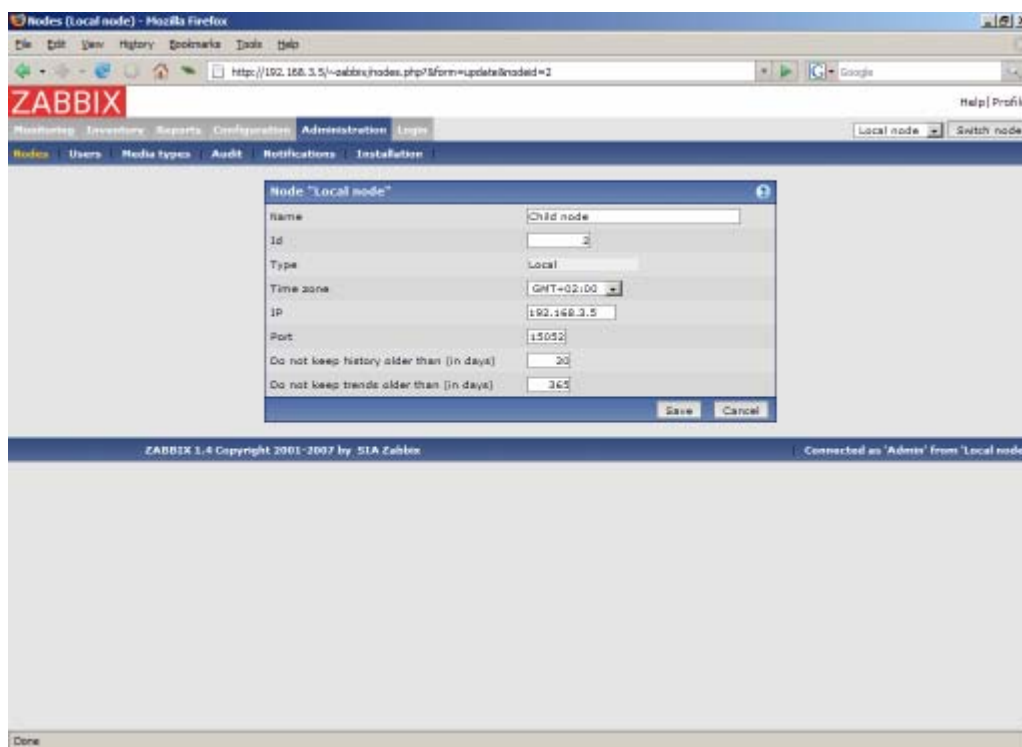 Nodes (Local node) - Mozilla Firefox
File Edit View History Bookmarks Tools Help
http://192.168.3.5/~zabbix/nodes.php?&form=update&nodeid=2
Google
ZABBIX
Help | Profil
Monitoring Inventory Reports Configuration Administration Login
Local node Switch node
Nodes | Users | Media types | Audit | Notifications | Installation |
Node "Local node"
Name Child node
Id 2
Type Local
Time zone GMT+02:00
IP 192.168.3.5
Port 15052
Do not keep history older than (in days) 30
Do not keep trends older than (in days) 365
Save Cancel
ZABBIX 1.4 Copyright 2001-2007 by SIA Zabbix
Connected as 'Admin' from 'Local node
Done